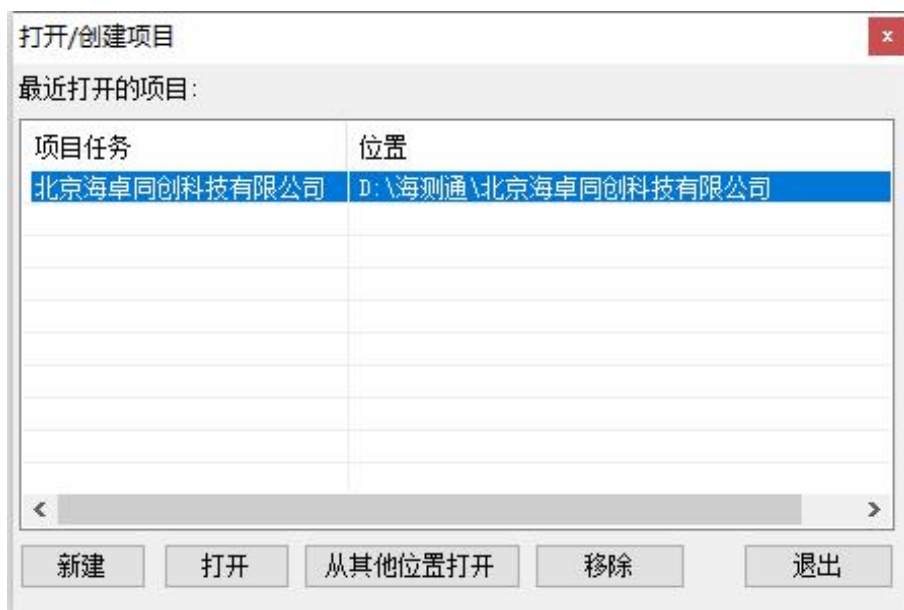 打开/创建项目
x
最近打开的项目:
项目任务 位置
北京海卓同创科技有限公司 D:\海测通\北京海卓同创科技有限公司
新建 打开 从其他位置打开 移除 退出